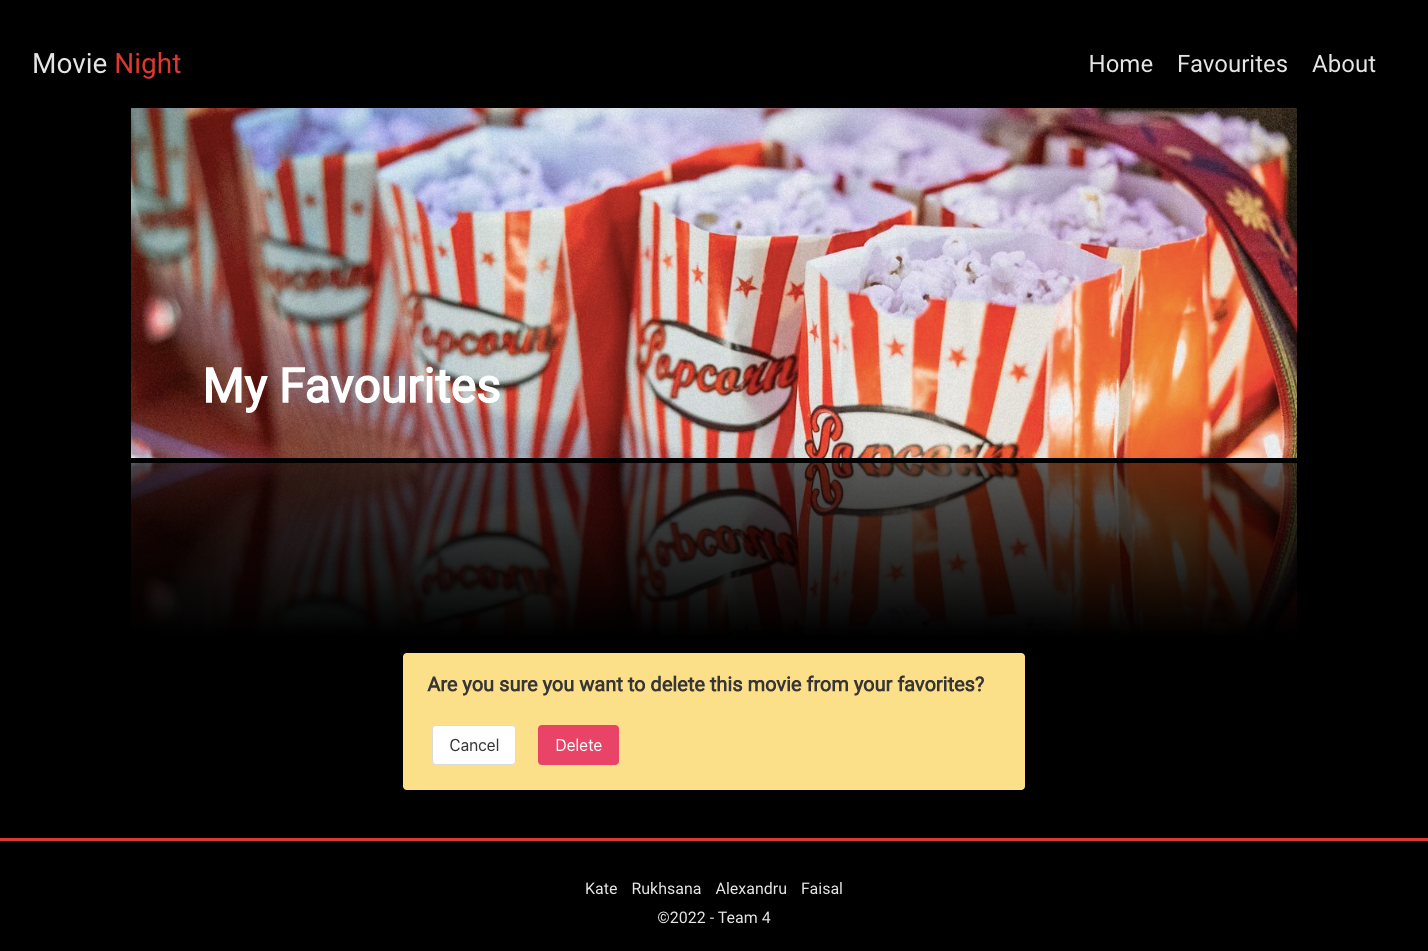 Movie Night
Home Favourites About
Popcorn
Popcorn
Popcorn
Popcorn
My Favourites
Are you sure you want to delete this movie from your favorites?
Cancel Delete
Kate Rukhsana Alexandru Faisal
©2022 - Team 4